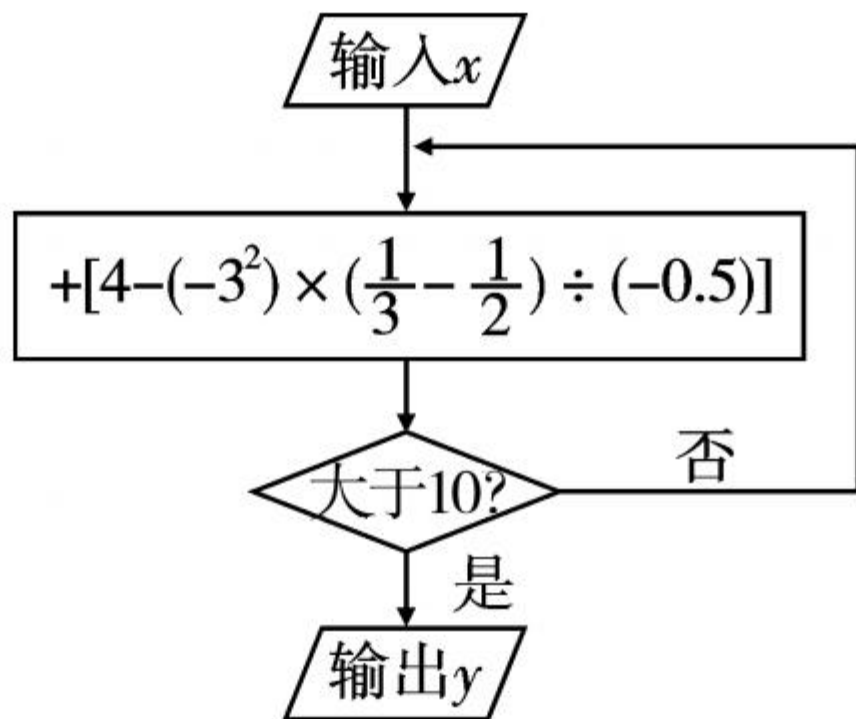 输入x
+[4-(-3²)×(1/3-1/2)÷(-0.5)]
大于10?
否
是
输出y